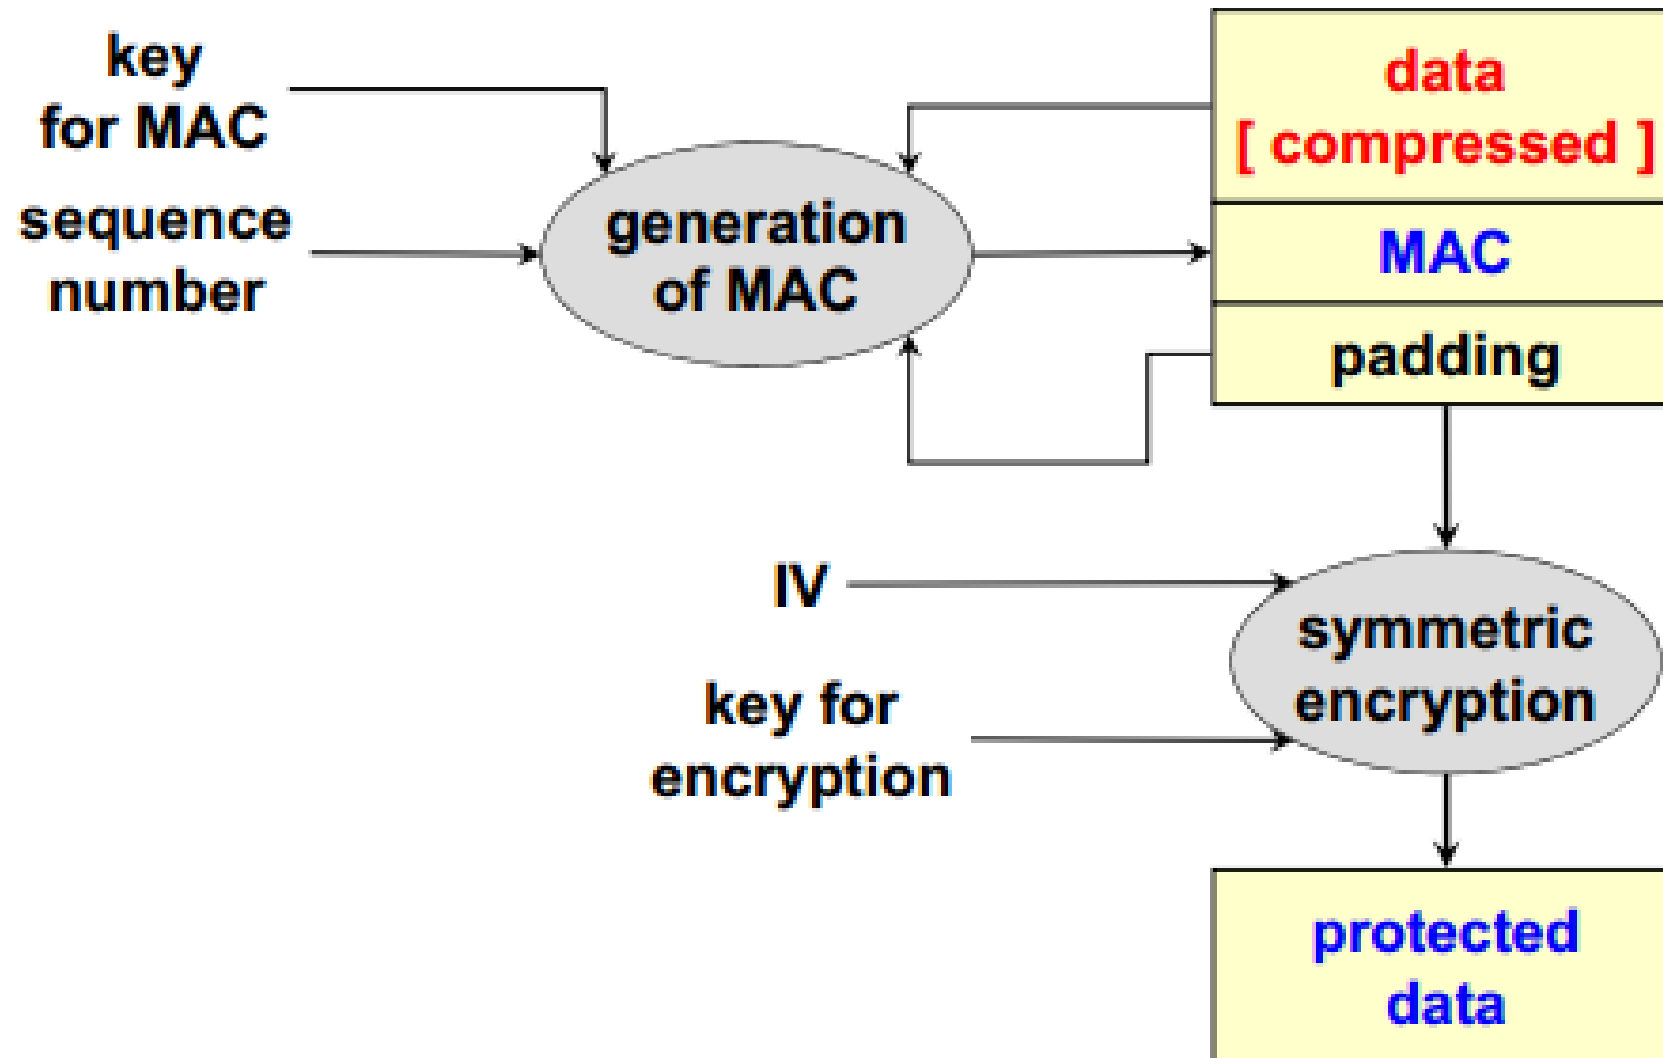 key
for MAC
sequence
number
generation
of MAC
data
[ compressed ]
MAC
padding
IV
key for
encryption
symmetric
encryption
protected
data